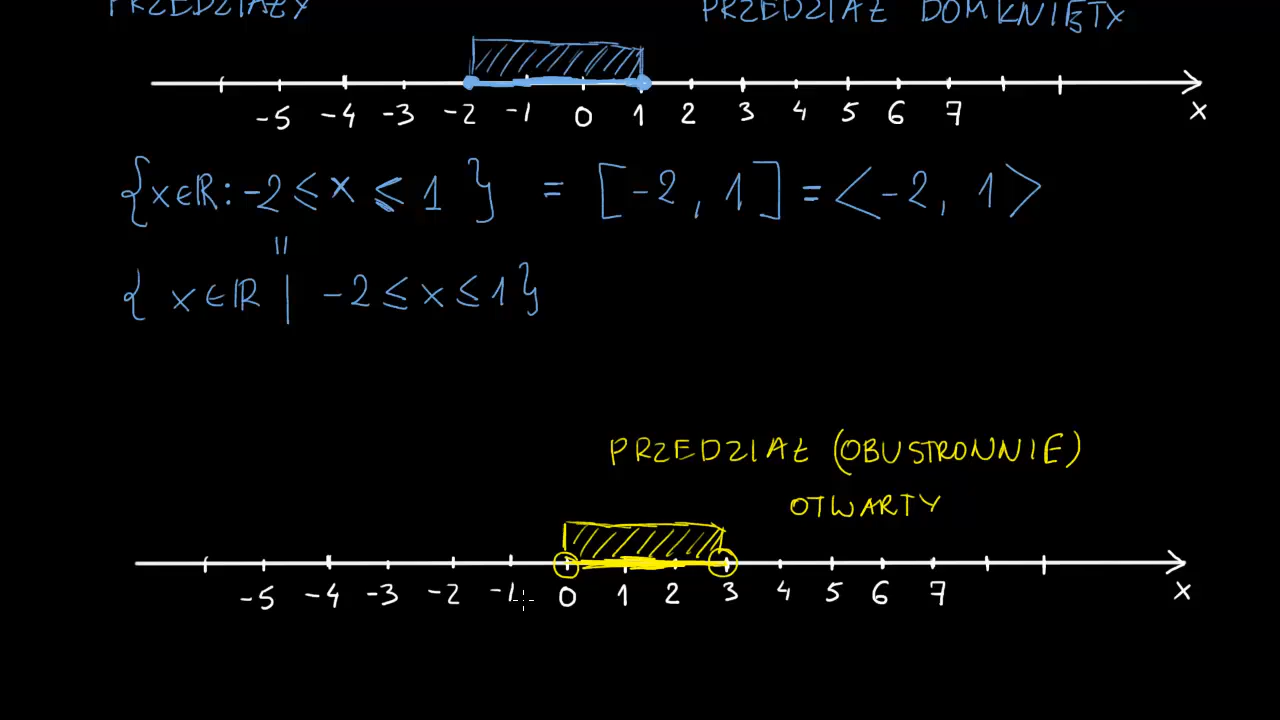 PRZEDZIAŁY PRZEDZIAŁ DOMKNIĘTY
-5 -4 -3 -2 -1 0 1 2 3 4 5 6 7 x
{x∈ℝ: -2 ≤ x ≤ 1} = [-2, 1] = <-2, 1>
=
{x∈ℝ | -2 ≤ x ≤ 1}
PRZEDZIAŁ (OBUSTRONNIE)
OTWARTY
-5 -4 -3 -2 -1 0 1 2 3 4 5 6 7 x